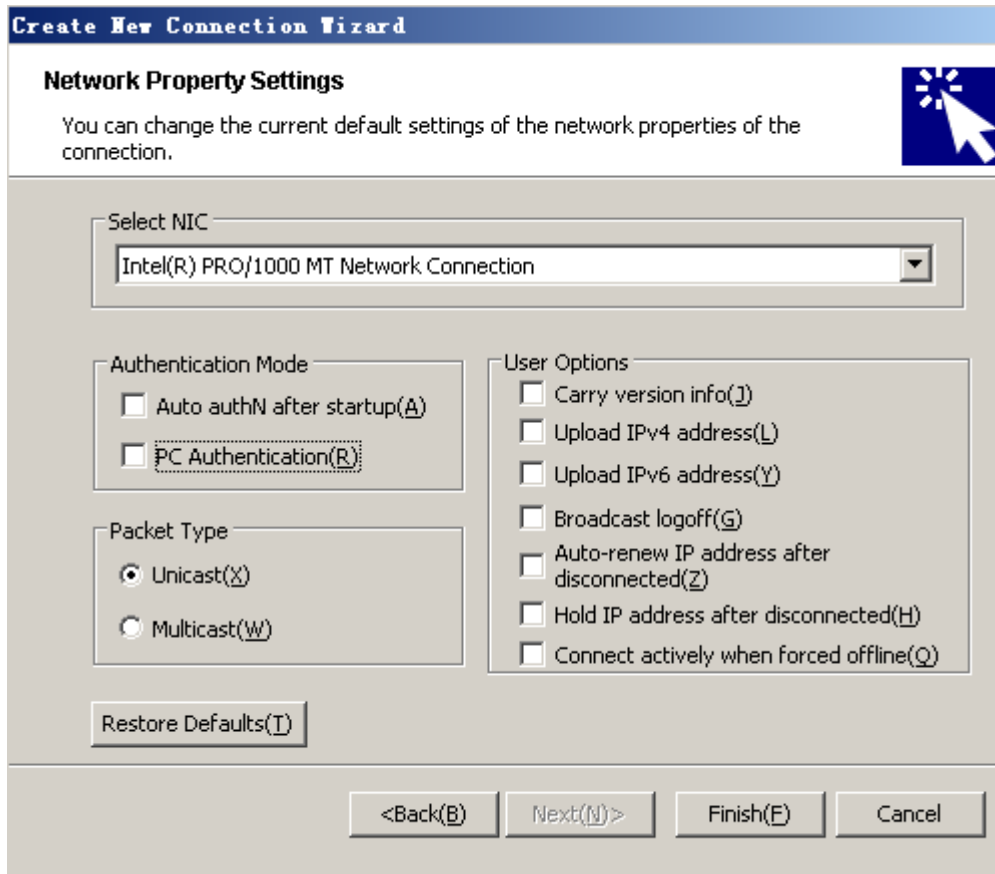 Create New Connection Wizard
Network Property Settings
You can change the current default settings of the network properties of the
connection.
Select NIC
Intel(R) PRO/1000 MT Network Connection
Authentication Mode
Auto authN after startup(A)
PC Authentication(R)
Packet Type
Unicast(X)
Multicast(W)
User Options
Carry version info(J)
Upload IPv4 address(L)
Upload IPv6 address(Y)
Broadcast logoff(G)
Auto-renew IP address after
disconnected(Z)
Hold IP address after disconnected(H)
Connect actively when forced offline(Q)
Restore Defaults(T)
<Back(B)
Next(N)>
Finish(F)
Cancel